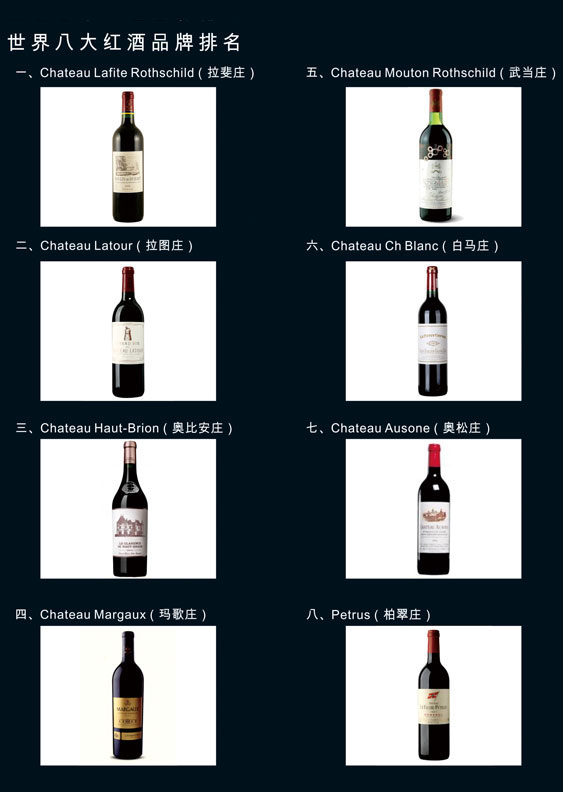 世界八大红酒品牌排名
一、Chateau Lafite Rothschild（拉斐庄）
五、Chateau Mouton Rothschild（武当庄）
二、Chateau Latour（拉图庄）
六、Chateau Ch Blanc（白马庄）
三、Chateau Haut-Brion（奥比安庄）
七、Chateau Ausone（奥松庄）
四、Chateau Margaux（玛歌庄）
八、Petrus（柏翠庄）
MARGAUX